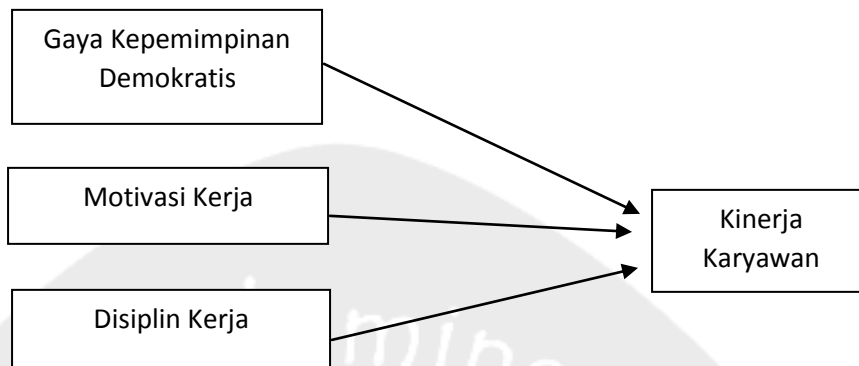 Gaya Kepemimpinan
Demokratis
Motivasi Kerja
Kinerja
Karyawan
Disiplin Kerja